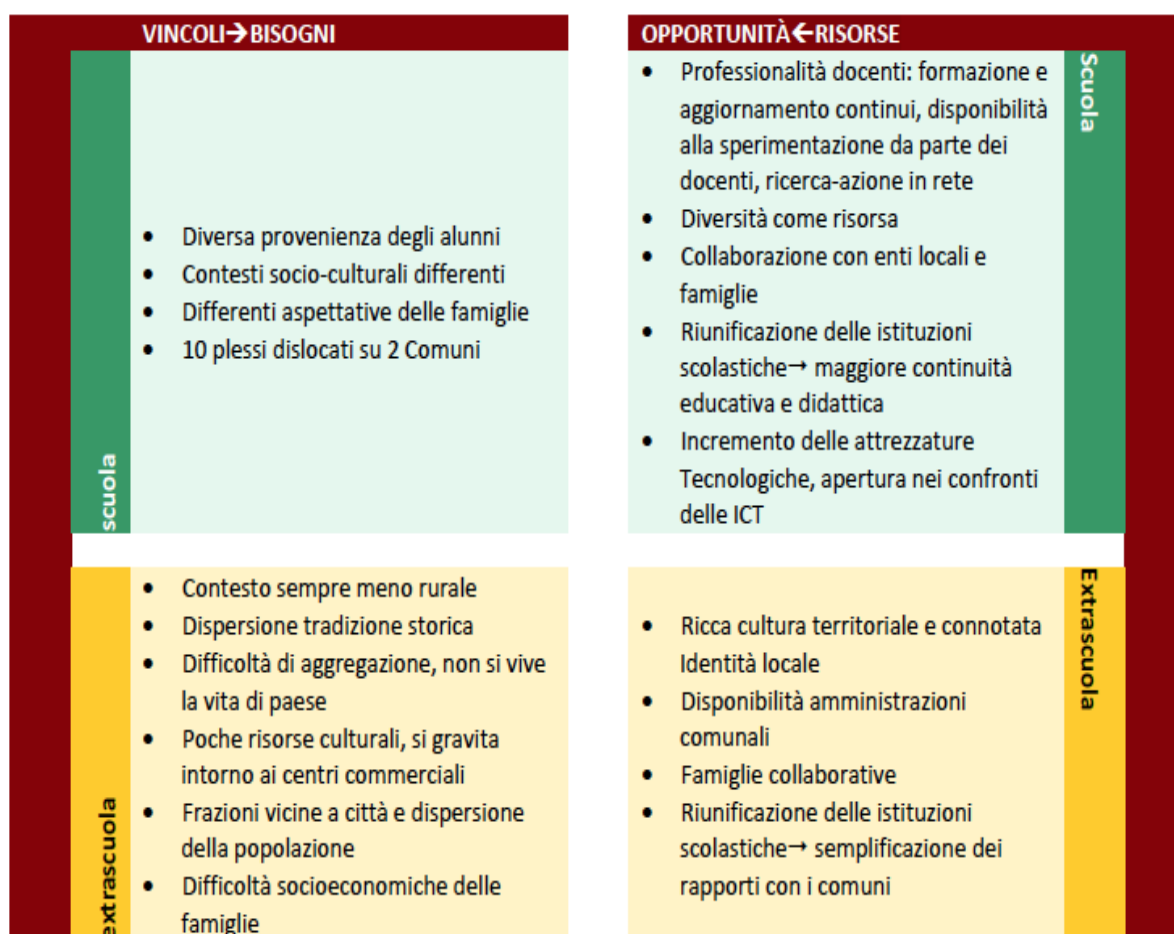 VINCOLI→BISOGNI
scuola
• Diversa provenienza degli alunni
• Contesti socio-culturali differenti
• Differenti aspettative delle famiglie
• 10 plessi dislocati su 2 Comuni
OPPORTUNITÀ←RISORSE
• Professionalità docenti: formazione e
aggiornamento continui, disponibilità
alla sperimentazione da parte dei
docenti, ricerca-azione in rete
• Diversità come risorsa
• Collaborazione con enti locali e
famiglie
• Riunificazione delle istituzioni
scolastiche→ maggiore continuità
educativa e didattica
• Incremento delle attrezzature
Tecnologiche, apertura nei confronti
delle ICT
Scuola
extrascuola
• Contesto sempre meno rurale
• Dispersione tradizione storica
• Difficoltà di aggregazione, non si vive
la vita di paese
• Poche risorse culturali, si gravita
intorno ai centri commerciali
• Frazioni vicine a città e dispersione
della popolazione
• Difficoltà socioeconomiche delle
famiglie
• Ricca cultura territoriale e connotata
Identità locale
• Disponibilità amministrazioni
comunali
• Famiglie collaborative
• Riunificazione delle istituzioni
scolastiche→ semplificazione dei
rapporti con i comuni
Extrascuola